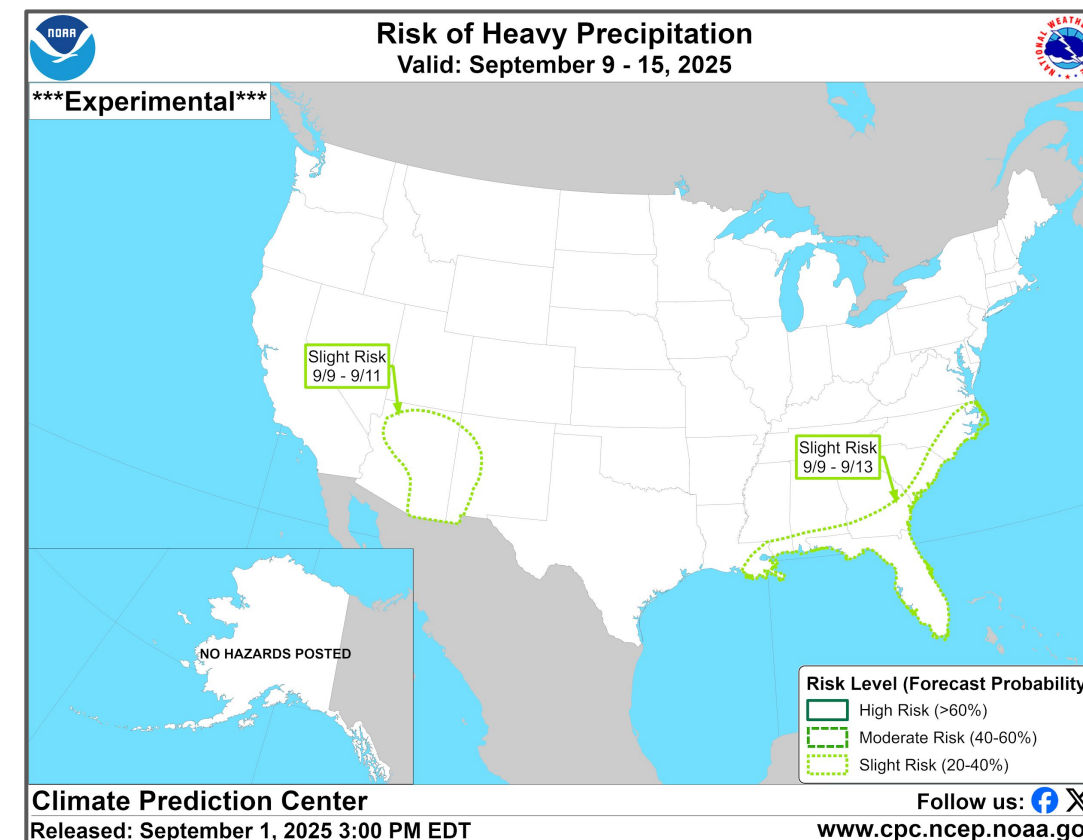 NOAA
Risk of Heavy Precipitation
Valid: September 9 - 15, 2025
***Experimental***
Slight Risk
9/9 - 9/11
Slight Risk
9/9 - 9/13
NO HAZARDS POSTED
Risk Level (Forecast Probability
High Risk (>60%)
Moderate Risk (40-60%)
Slight Risk (20-40%)
Climate Prediction Center
Follow us:
Released: September 1, 2025 3:00 PM EDT
www.cpc.ncep.noaa.go